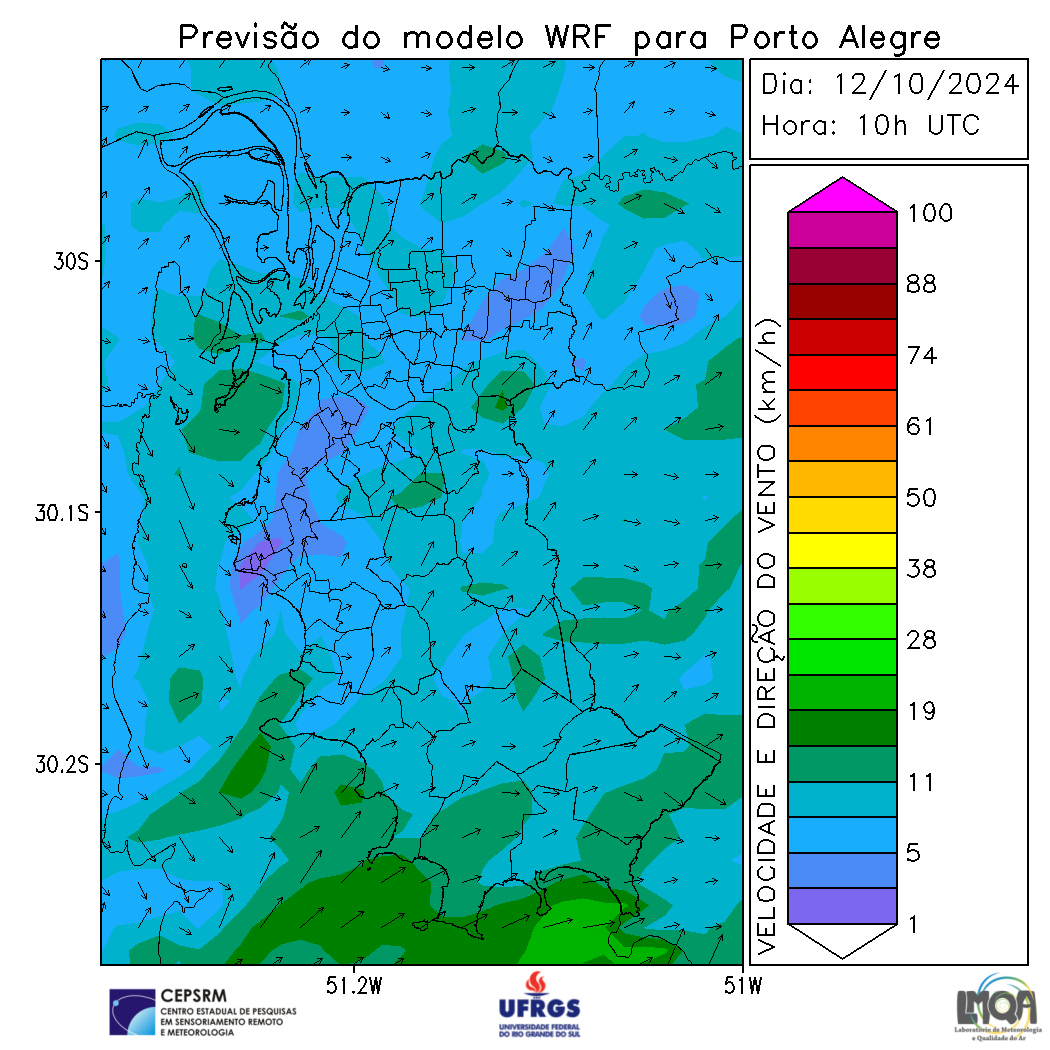 Previsão do modelo WRF para Porto Alegre
Dia: 12/10/2024
Hora: 10h UTC
30S
30.1S
30.2S
51.2W
51W
VELOCIDADE E DIREÇÃO DO VENTO (km/h)
100
88
74
61
50
38
28
19
11
5
1
CEPSRM
CENTRO ESTADUAL DE PESQUISAS
EM SENSORIAMENTO REMOTO
E METEOROLOGIA
UFRGS
UNIVERSIDADE FEDERAL
DO RIO GRANDE DO SUL
LMQA
Laboratório de Meteorologia
e Qualidade do Ar